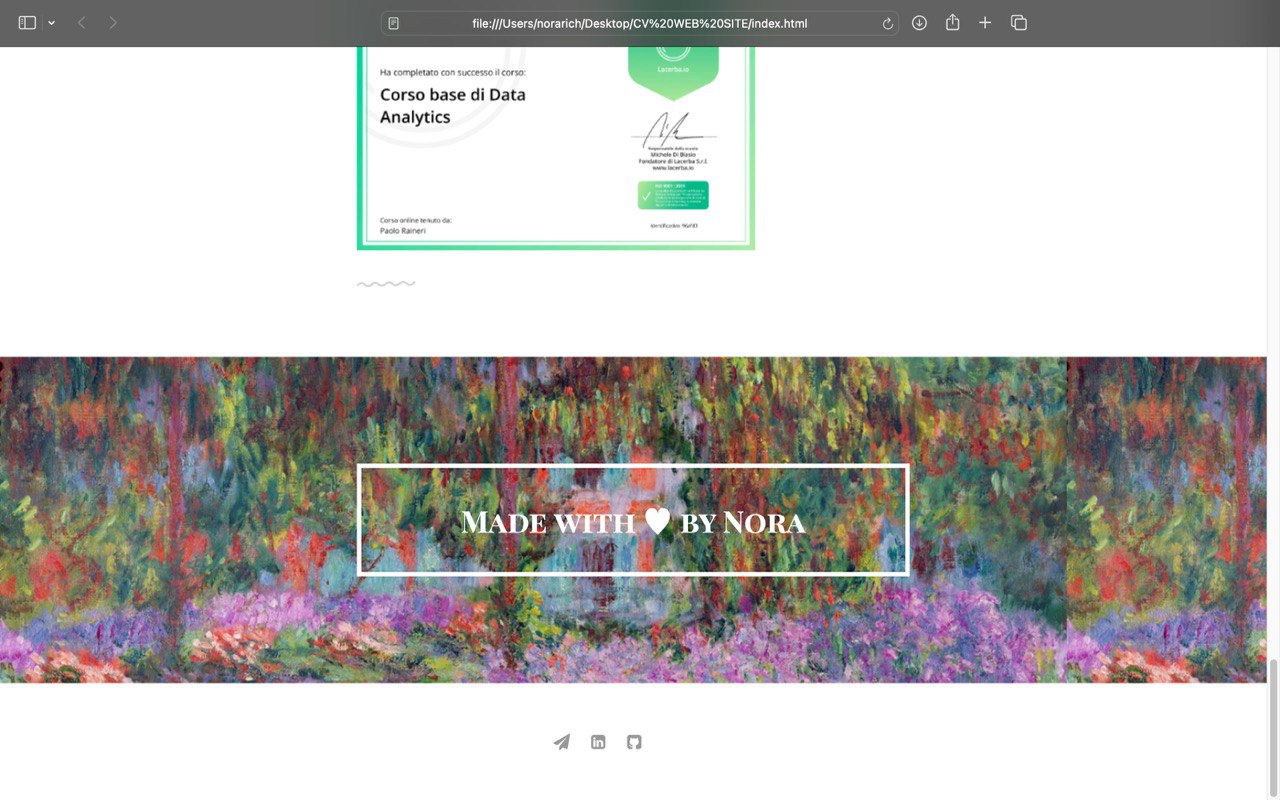 file:///Users/norarich/Desktop/CV%20WEB%20SITE/index.html
Lacerba.io
Ha completato con successo il corso:
Corso base di Data
Analytics
Responsabile della scuola
Michele Di Blasio
Fondatore di Lacerba S.r.l.
www.lacerba.io
ISO 9001:2015
Corso online tenuto da:
Paolo Raineri
Made with ♥ by Nora
in